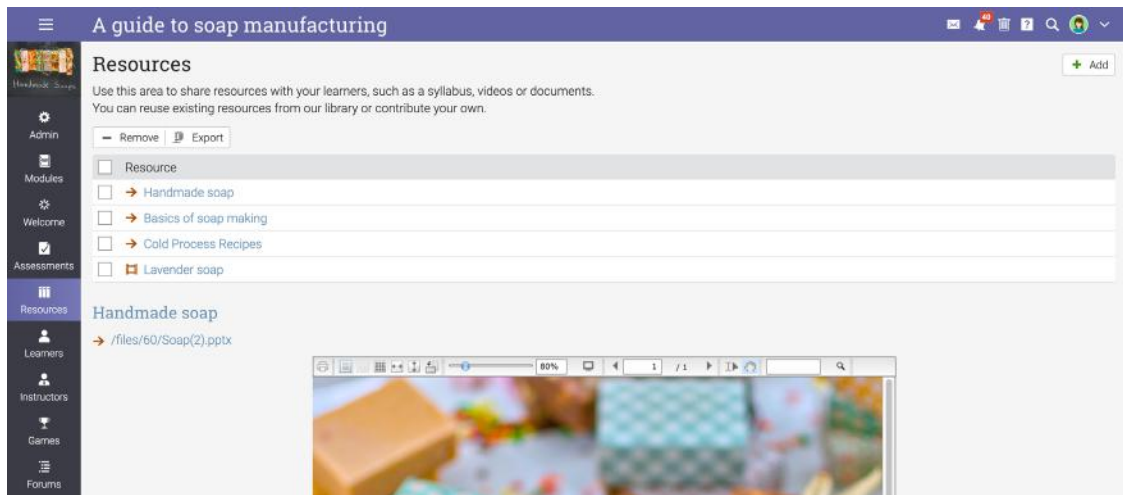 A guide to soap manufacturing
40
Handmade Soaps
Resources
+ Add
Use this area to share resources with your learners, such as a syllabus, videos or documents.
You can reuse existing resources from our library or contribute your own.
Remove
Export
Resource
Handmade soap
Basics of soap making
Cold Process Recipes
Lavender soap
Admin
Modules
Welcome
Assessments
Resources
Learners
Instructors
Games
Forums
Handmade soap
/files/60/Soap(2).pptx
80%
1 / 1